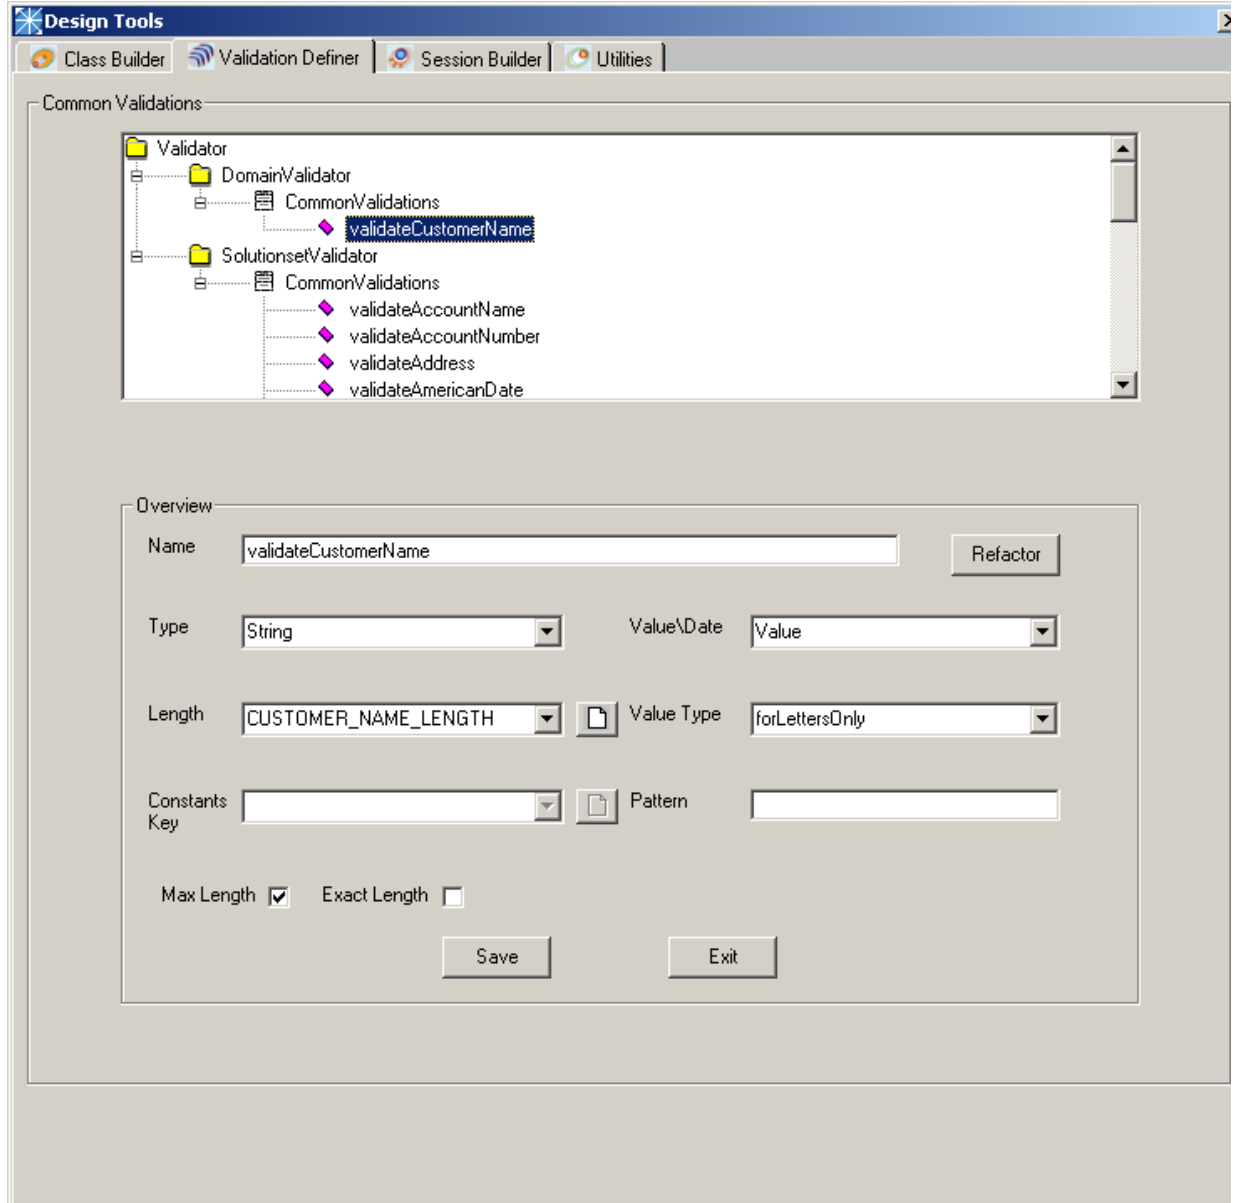 Design Tools
Class Builder Validation Definer Session Builder Utilities
Common Validations
Validator
DomainValidator
CommonValidations
validateCustomerName
SolutionsetValidator
CommonValidations
validateAccountName
validateAccountNumber
validateAddress
validateAmericanDate
Overview
Name validateCustomerName Refactor
Type String Value\Date Value
Length CUSTOMER_NAME_LENGTH Value Type forLettersOnly
Constants Key Pattern
Max Length Exact Length
Save Exit